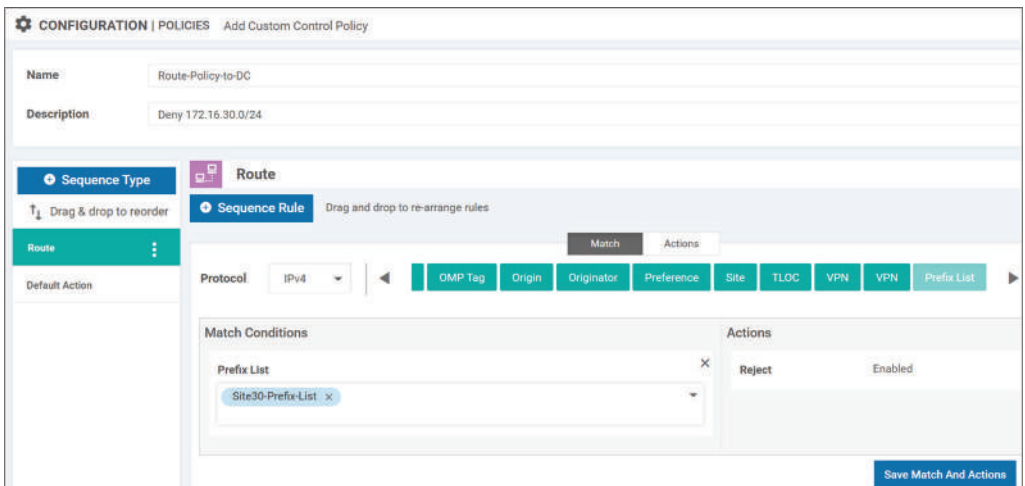 CONFIGURATION | POLICIES Add Custom Control Policy
Name Route-Policy-to-DC
Description Deny 172.16.30.0/24
Sequence Type
Drag & drop to reorder
Route
Default Action
Route
Sequence Rule Drag and drop to re-arrange rules
Match Actions
Protocol IPv4 OMP Tag Origin Originator Preference Site TLOC VPN VPN Prefix List
Match Conditions
Prefix List
Site30-Prefix-List
Actions
Reject Enabled
Save Match And Actions